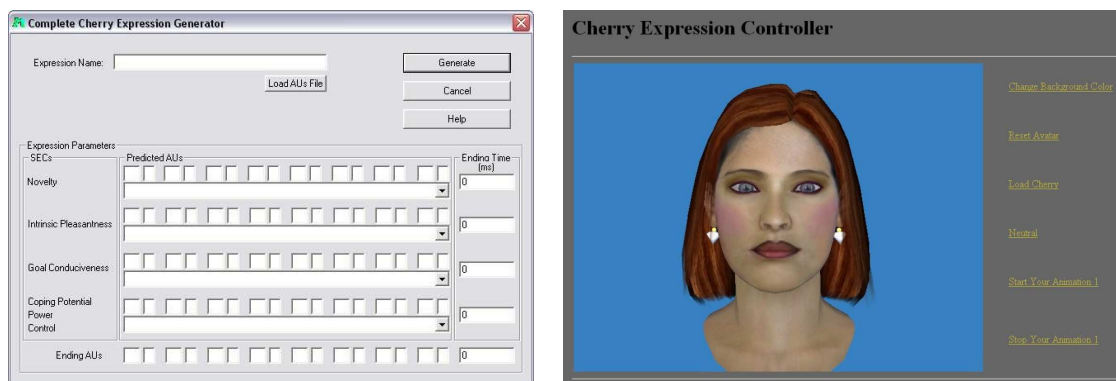 Complete Cherry Expression Generator
Expression Name:
Generate
Load AUs File
Cancel
Help
Expression Parameters
SECs
Predicted AUs
Ending Time
(ms)
Novelty
0
Intrinsic Pleasantness
0
Goal Conduciveness
0
Coping Potential
Power
Control
0
Ending AUs
0
Cherry Expression Controller
Change Background Color
Reset Avatar
Load Cherry
Neutral
Start Your Animation 1
Stop Your Animation 1